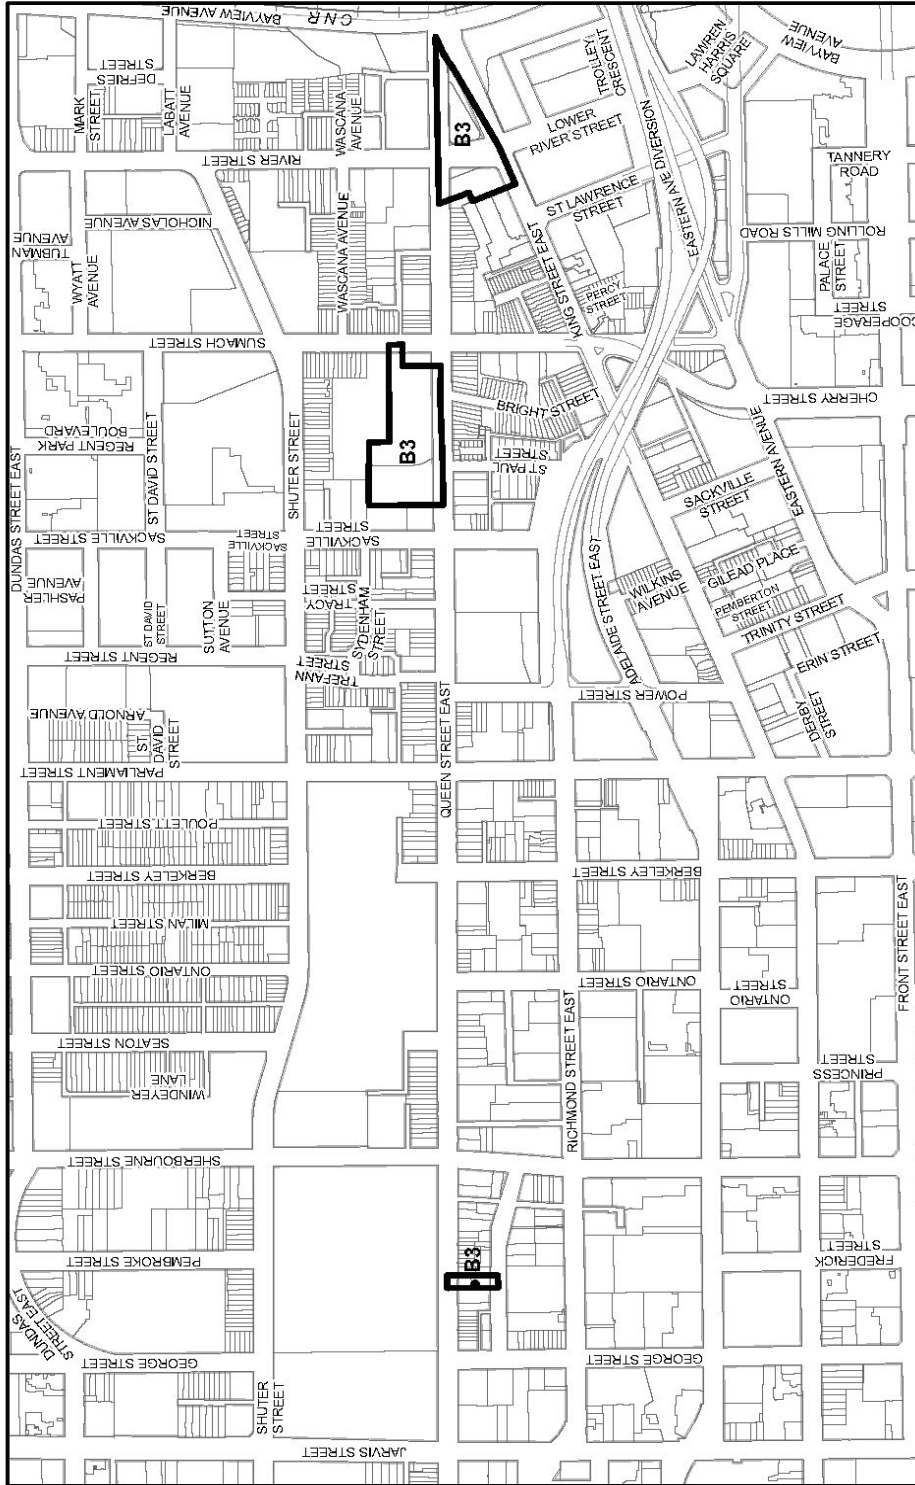 BAYVIEW AVENUE
CNR
DEFRIES
STREET
MARK
STREET
LABATT
AVENUE
WASCANA
AVENUE
RIVER STREET
B3
LOWER
RIVER STREET
TROLLEY
CRESCENT
LAWREN
HARRIS
SQUARE
BAYVIEW
AVENUE
TANNERY
ROAD
ST LAWRENCE
STREET
EASTERN AVE DIVERSION
ROLLING MILLS ROAD
TUBMAN
AVENUE
WYATT
AVENUE
NICHOLAS AVENUE
WASCANA AVENUE
KING STREET EAST
PERCY
STREET
PALACE
STREET
COOPERAGE
STREET
SUMACH STREET
CHERRY STREET
REGENT PARK
BOULEVARD
ST DAVID STREET
SHUTER STREET
B3
BRIGHT STREET
ST PAUL
STREET
EASTERN AVENUE
SACKVILLE
STREET
EASTERN AVENUE
DUNDAS STREET EAST
SACKVILLE STREET
SACKVILLE
STREET
SACKVILLE
STREET
PASHLER
AVENUE
ST DAVID
STREET
SUTTON
AVENUE
TRACY
STREET
SYDENHAM
STREET
ADELAIDE STREET EAST
WILKINS
AVENUE
GILEAD PLACE
PEMBERTON
STREET
TRINITY STREET
ERIN STREET
REGENT STREET
TREFANN
STREET
POWER STREET
DERBY
STREET
ARNOLD AVENUE
ST
DAVID
STREET
QUEEN STREET EAST
PARLIAMENT STREET
POULETT STREET
BERKELEY STREET
BERKELEY STREET
MILAN STREET
ONTARIO STREET
ONTARIO STREET
ONTARIO
STREET
FRONT STREET EAST
SEATON STREET
RICHMOND STREET EAST
PRINCESS
STREET
WINDEYER
LANE
SHERBOURNE STREET
PEMBROKE STREET
B3
FREDERICK
STREET
DUNDAS
STREET EAST
GEORGE STREET
GEORGE STREET
SHUTER
STREET
JARVIS STREET